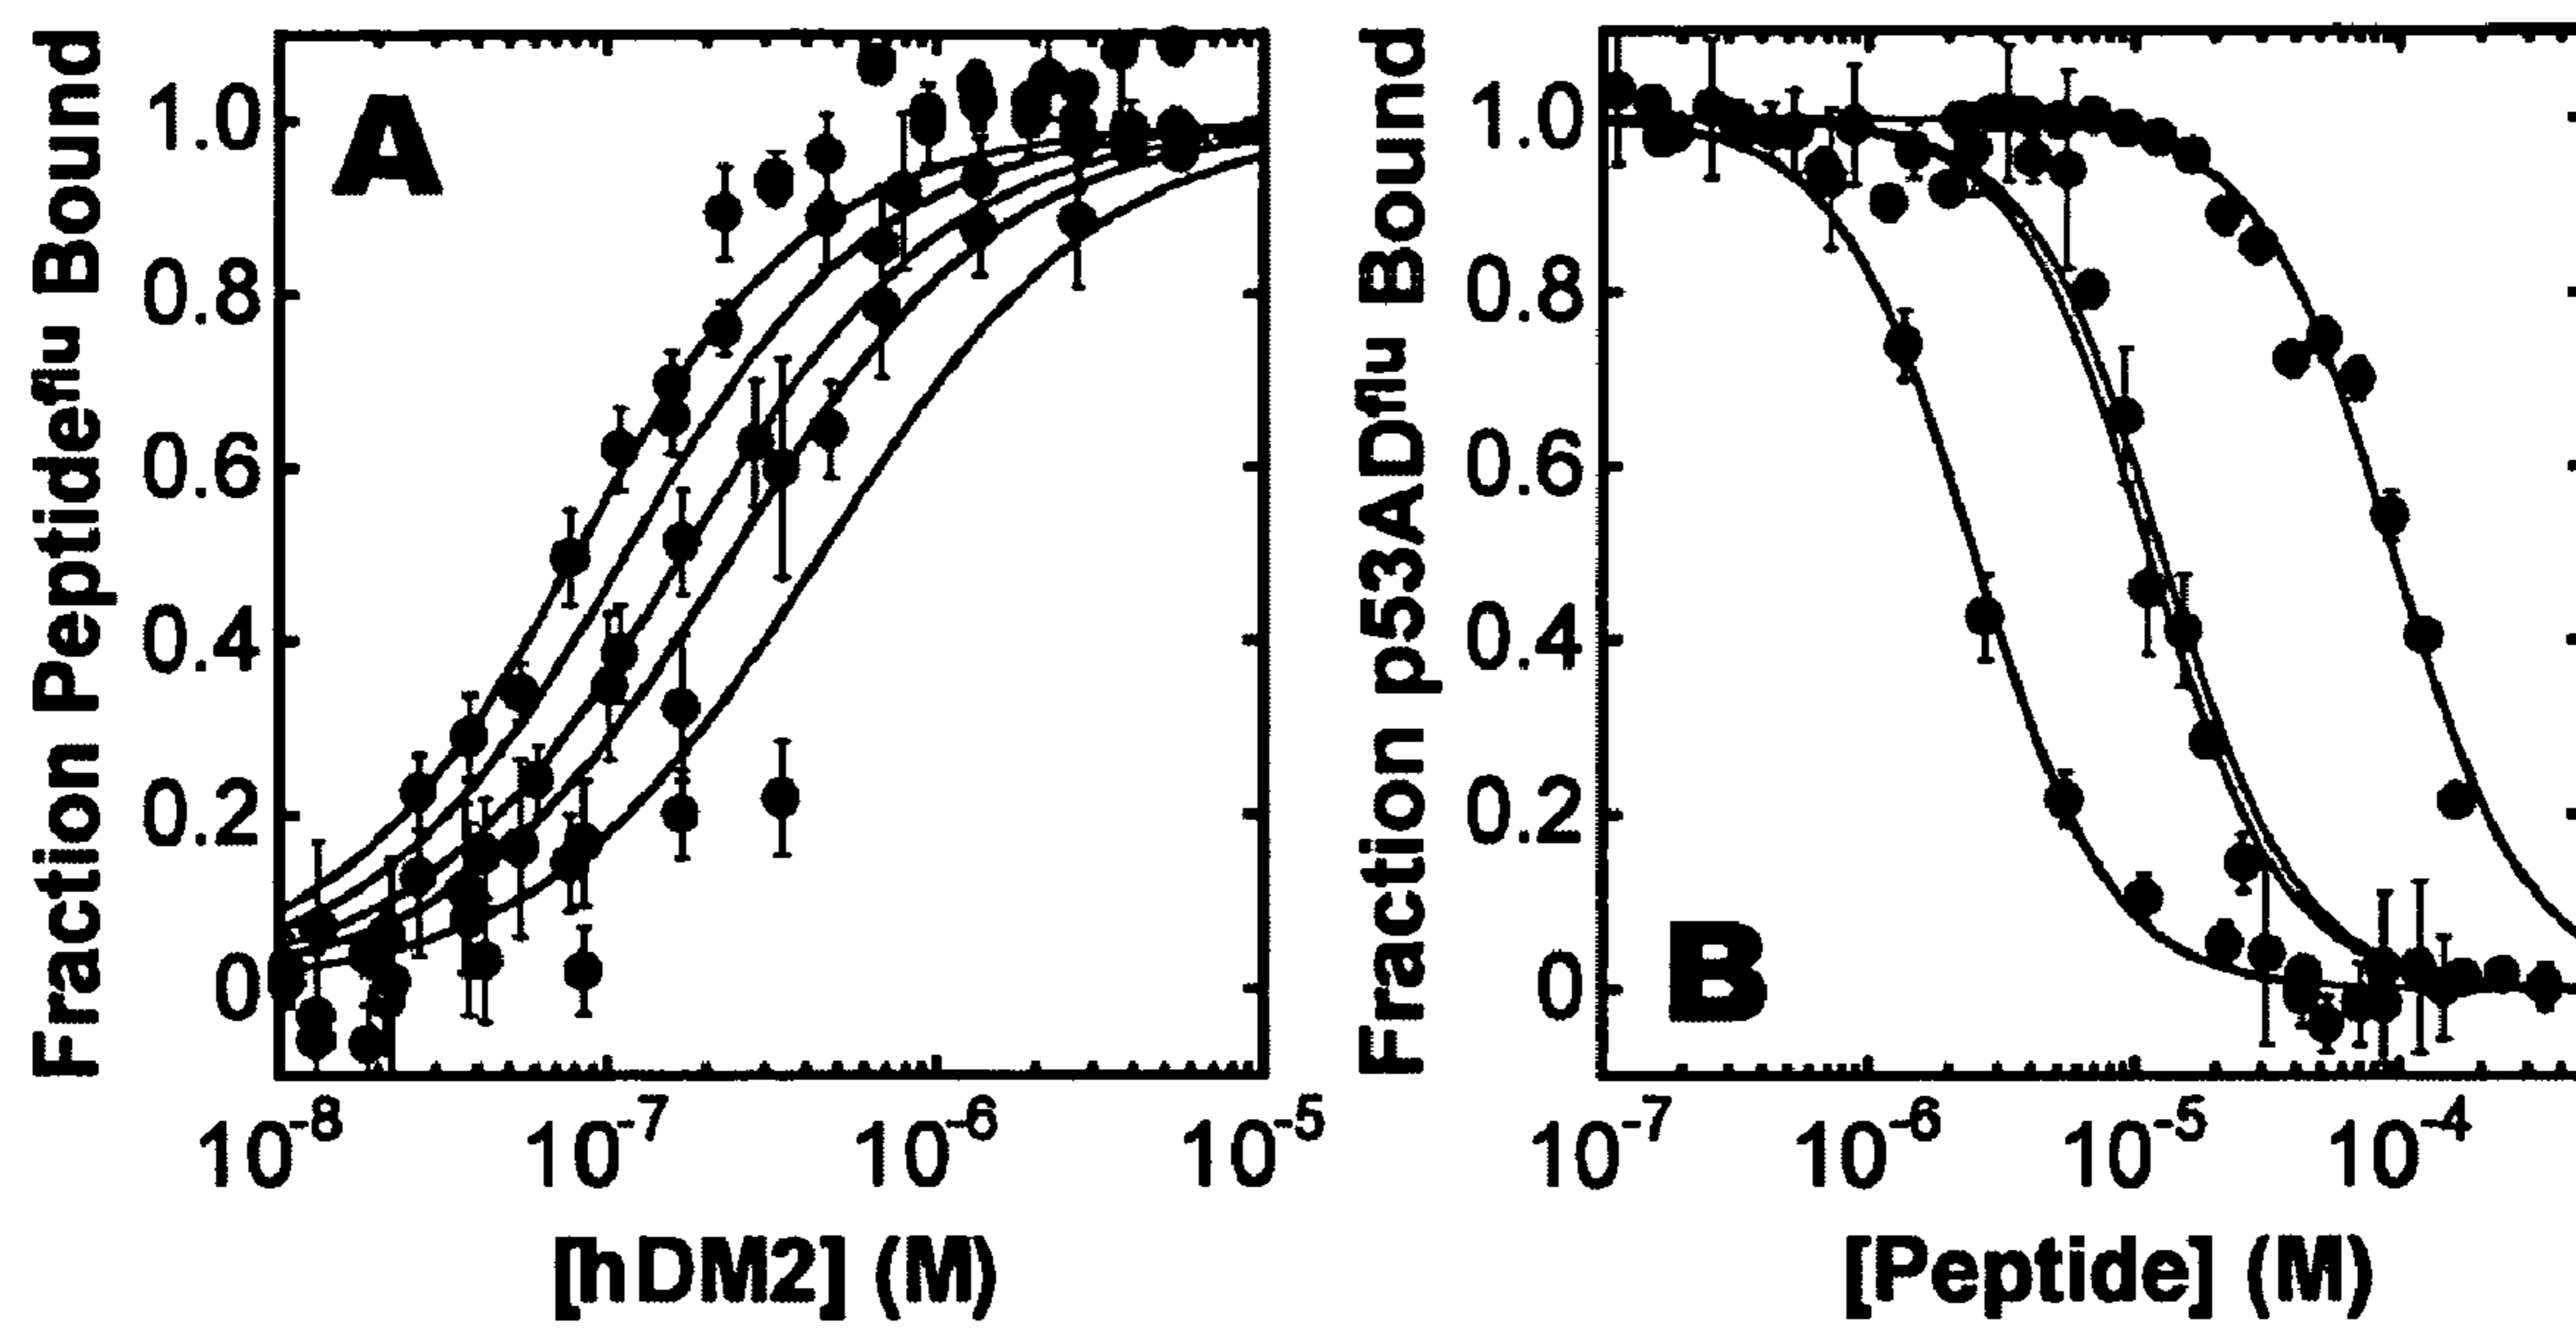 Fraction Peptideᶠˡᵘ Bound
A
1.0
0.8
0.6
0.4
0.2
0
10⁻⁸ 10⁻⁷ 10⁻⁶ 10⁻⁵
[hDM2] (M)
Fraction p53ADᶠˡᵘ Bound
B
1.0
0.8
0.6
0.4
0.2
0
10⁻⁷ 10⁻⁶ 10⁻⁵ 10⁻⁴
[Peptide] (M)